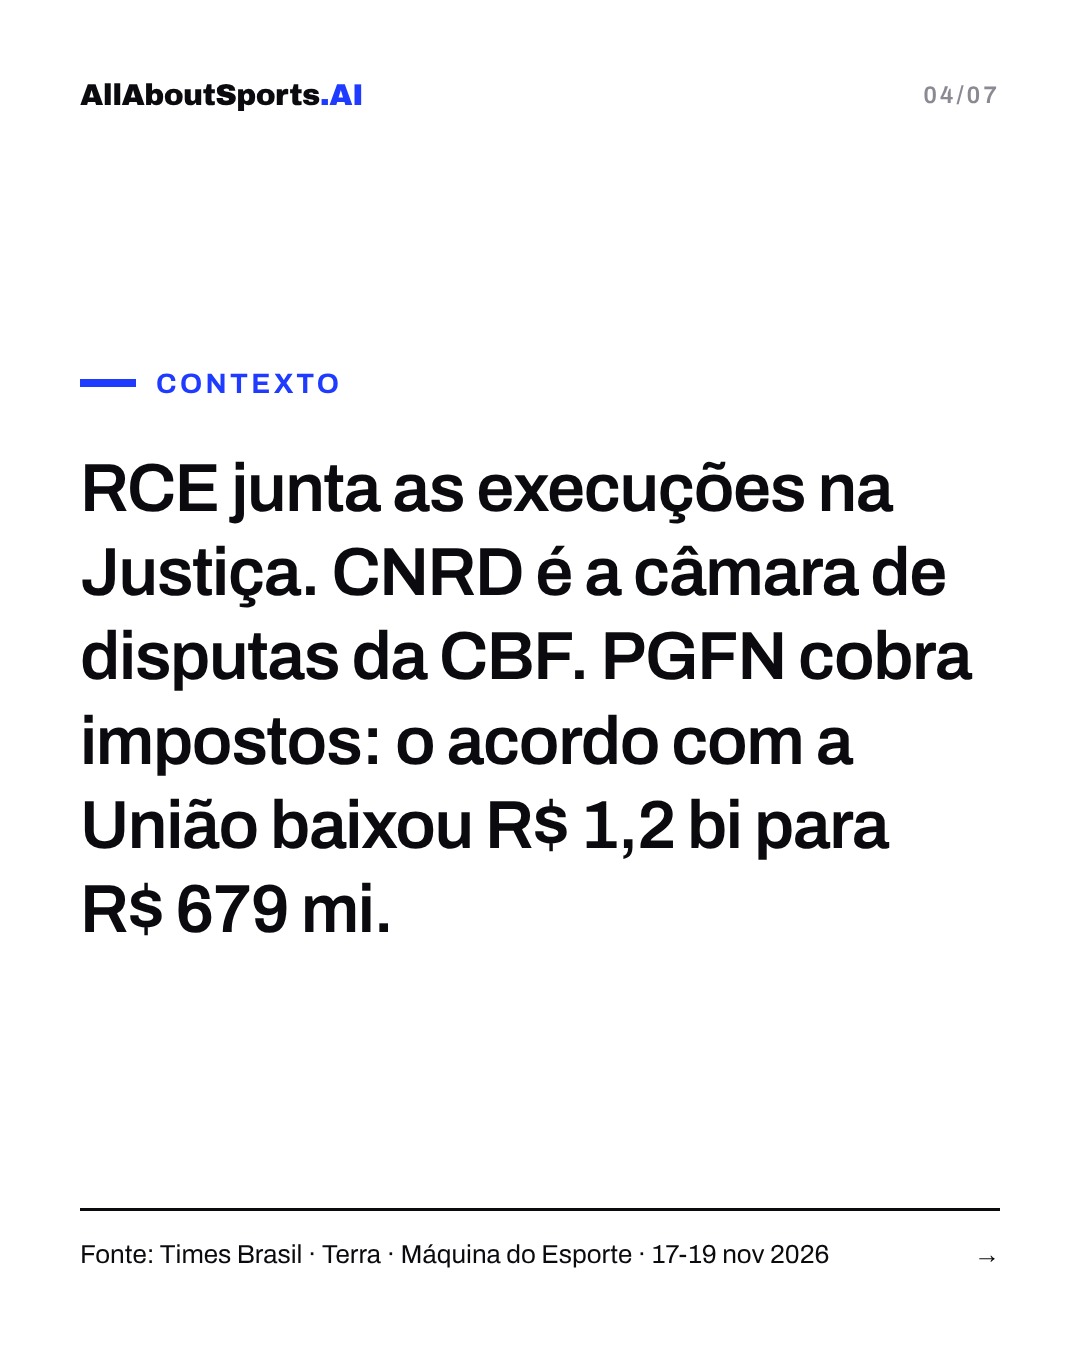 AllAboutSports.AI
04/07
CONTEXTO
RCE junta as execuções na
Justiça. CNRD é a câmara de
disputas da CBF. PGFN cobra
impostos: o acordo com a
União baixou R$ 1,2 bi para
R$ 679 mi.
Fonte: Times Brasil · Terra · Máquina do Esporte · 17-19 nov 2026 →